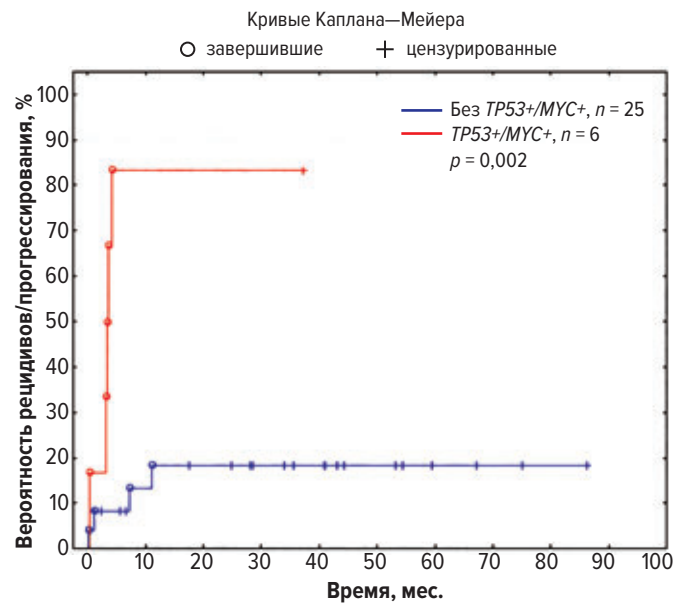 Кривые Каплана—Мейера
завершившие цензурированные
Вероятность рецидивов/прогрессирования, %
100
90
80
70
60
50
40
30
20
10
0
Без TP53+/MYC+, n = 25
TP53+/MYC+, n = 6
p = 0,002
0 10 20 30 40 50 60 70 80 90 100
Время, мес.